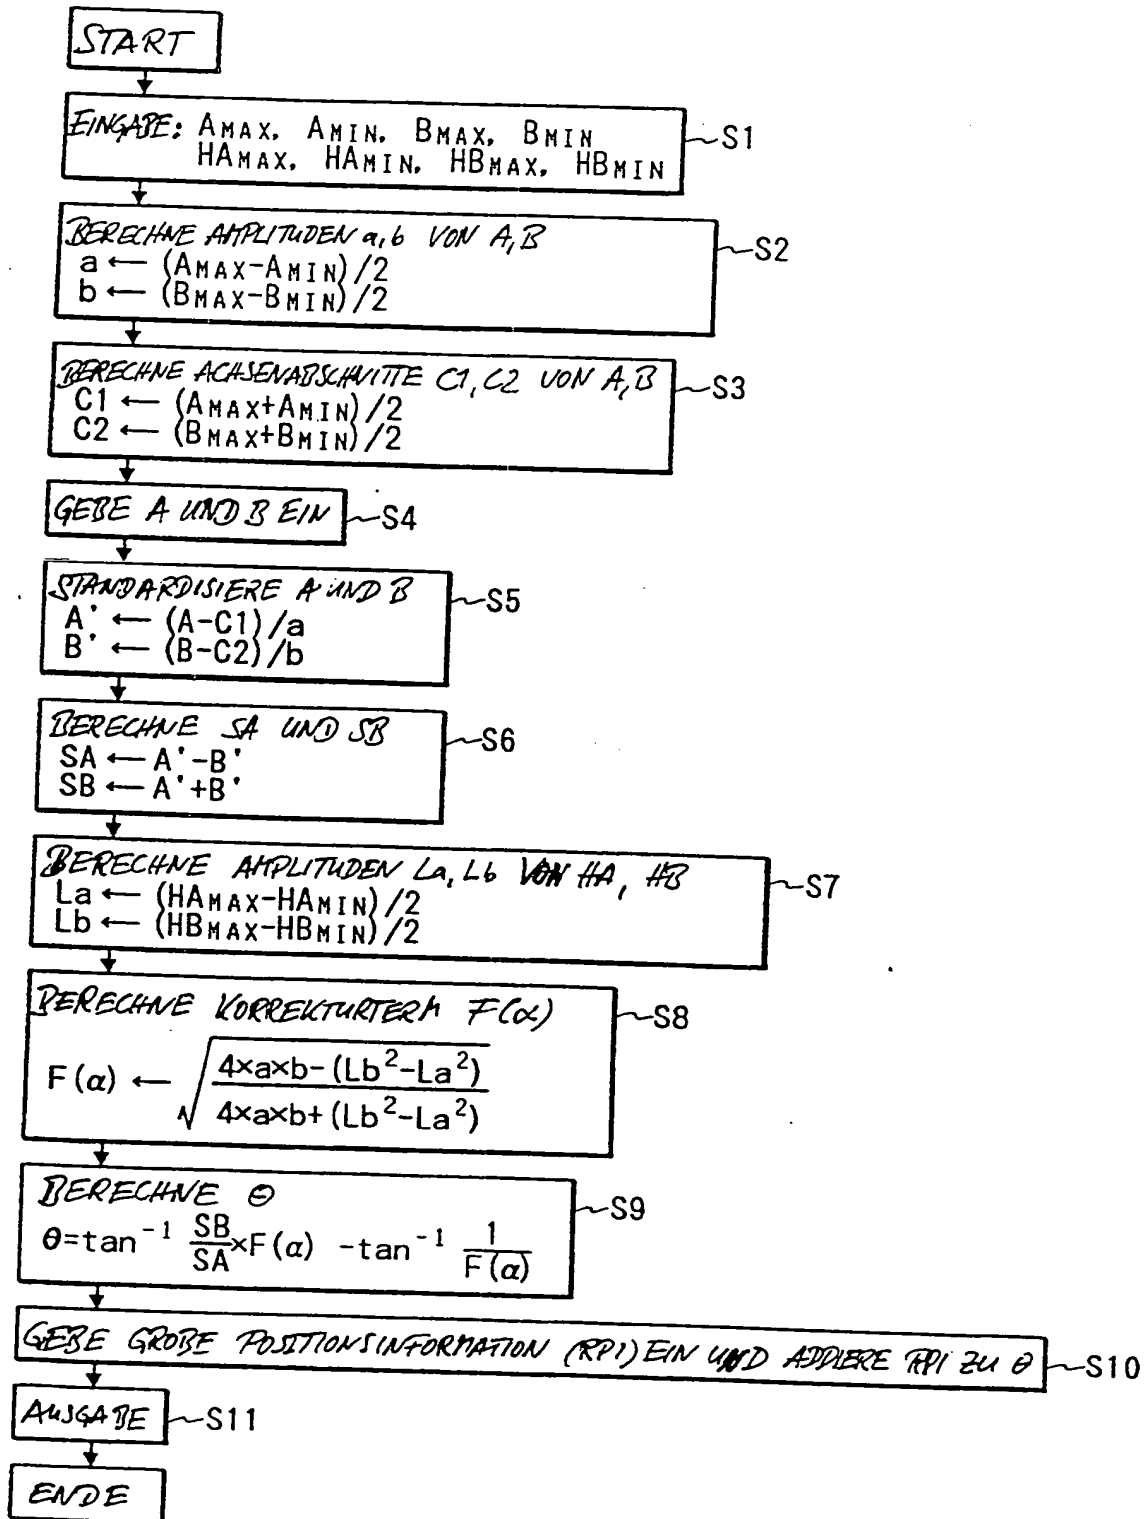 START
EINGABE: AMAX, AMIN, BMAX, BMIN
HAMAX, HAMIN, HBMAX, HBMIN
S1
BERECHNE AMPLITUDEN a,b VON A,B
a ← (AMAX-AMIN)/2
b ← (BMAX-BMIN)/2
S2
BERECHNE ACHSENABSCHNITTE C1,C2 VON A,B
C1 ← (AMAX+AMIN)/2
C2 ← (BMAX+BMIN)/2
S3
GEBE A UND B EIN
S4
STANDARDISIERE A UND B
A' ← (A-C1)/a
B' ← (B-C2)/b
S5
BERECHNE SA UND SB
SA ← A'-B'
SB ← A'+B'
S6
BERECHNE AMPLITUDEN La, Lb VON HA, HB
La ← (HAMAX-HAMIN)/2
Lb ← (HBMAX-HBMIN)/2
S7
BERECHNE KORREKTURTERM F(α)
F(α) ← √ 4×a×b-(Lb²-La²) / 4×a×b+(Lb²-La²)
S8
BERECHNE Θ
θ=tan⁻¹ SB/SA ×F(α) -tan⁻¹ 1/F(α)
S9
GEBE GROBE POSITIONSINFORMATION (RPI) EIN UND ADDIERE RPI ZU Θ
S10
AUSGABE
S11
ENDE